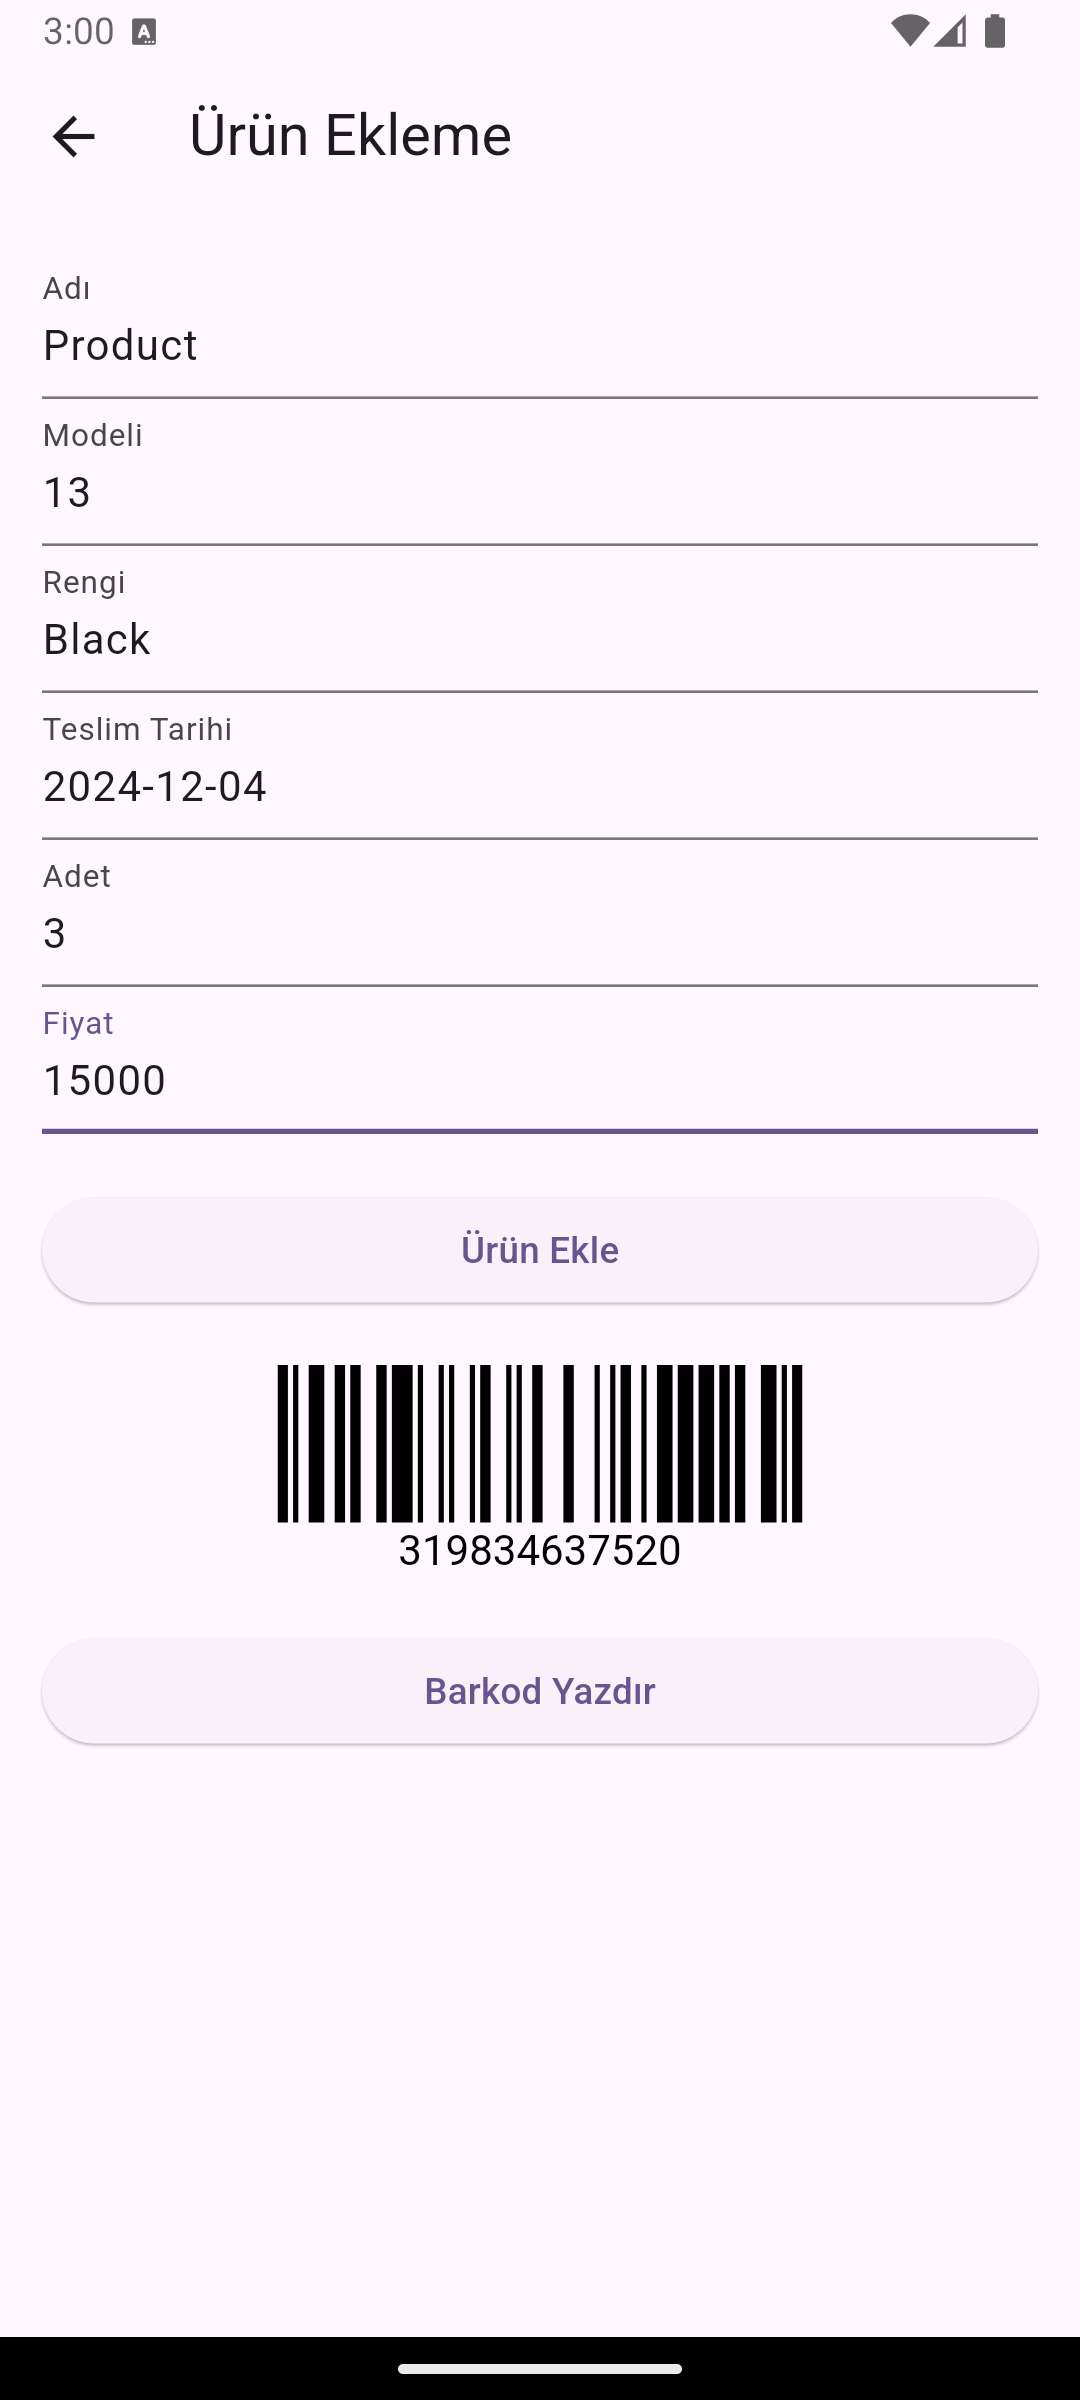 3:00
Ürün Ekleme
Adı
Product
Modeli
13
Rengi
Black
Teslim Tarihi
2024-12-04
Adet
3
Fiyat
15000
Ürün Ekle
319834637520
Barkod Yazdır